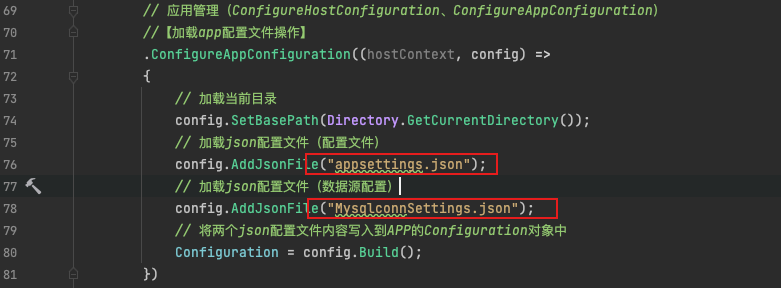 69 // 应用管理（ConfigureHostConfiguration、ConfigureAppConfiguration）
70 //【加载app配置文件操作】
71 .ConfigureAppConfiguration((hostContext, config) =>
72 {
73 // 加载当前目录
74 config.SetBasePath(Directory.GetCurrentDirectory());
75 // 加载json配置文件（配置文件）
76 config.AddJsonFile("appsettings.json");
77 // 加载json配置文件（数据源配置）
78 config.AddJsonFile("MysqlconnSettings.json");
79 // 将两个json配置文件内容写入到APP的Configuration对象中
80 Configuration = config.Build();
81 })